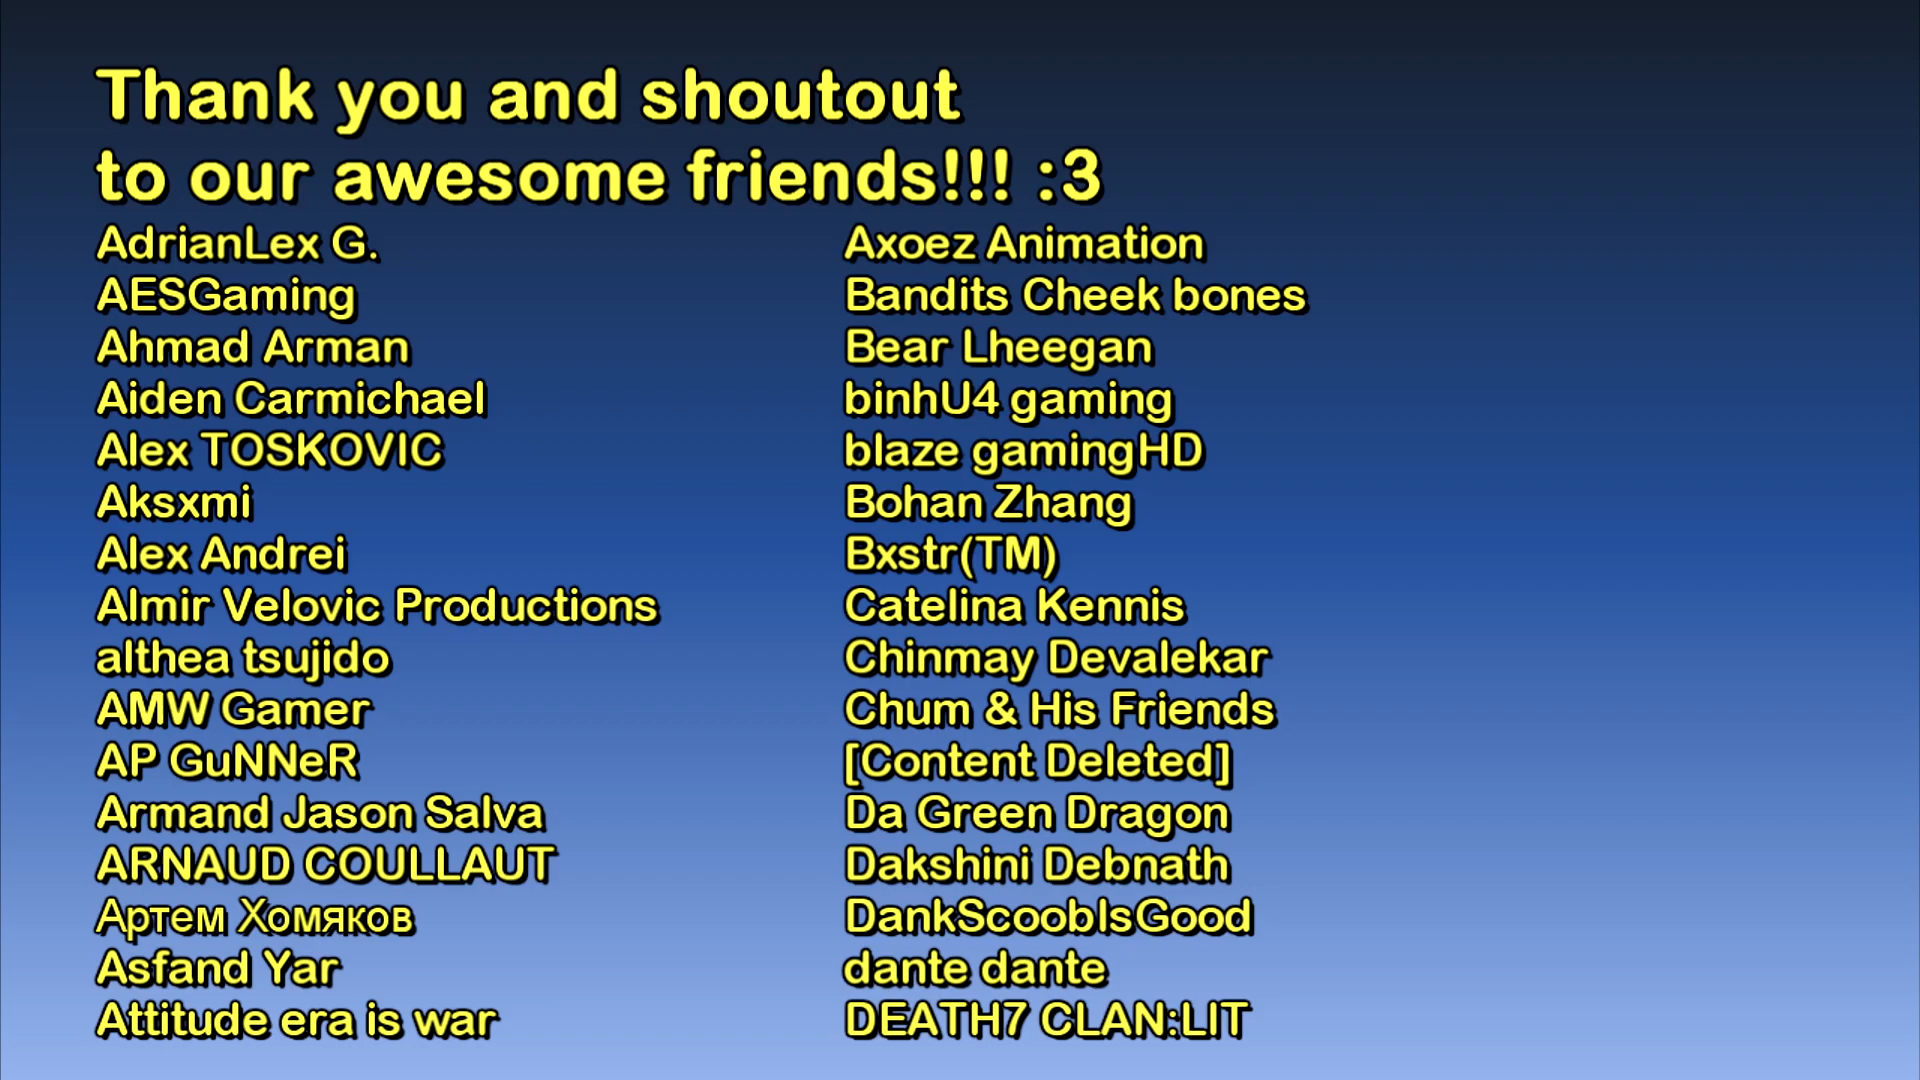 Thank you and shoutout
to our awesome friends!!! :3
AdrianLex G.
AESGaming
Ahmad Arman
Aiden Carmichael
Alex TOSKOVIC
Aksxmi
Alex Andrei
Almir Velovic Productions
althea tsujido
AMW Gamer
AP GuNNeR
Armand Jason Salva
ARNAUD COULLAUT
Артем Хомяков
Asfand Yar
Attitude era is war
Axoez Animation
Bandits Cheek bones
Bear Lheegan
binhU4 gaming
blaze gamingHD
Bohan Zhang
Bxstr(TM)
Catelina Kennis
Chinmay Devalekar
Chum & His Friends
[Content Deleted]
Da Green Dragon
Dakshini Debnath
DankScoobIsGood
dante dante
DEATH7 CLAN:LIT